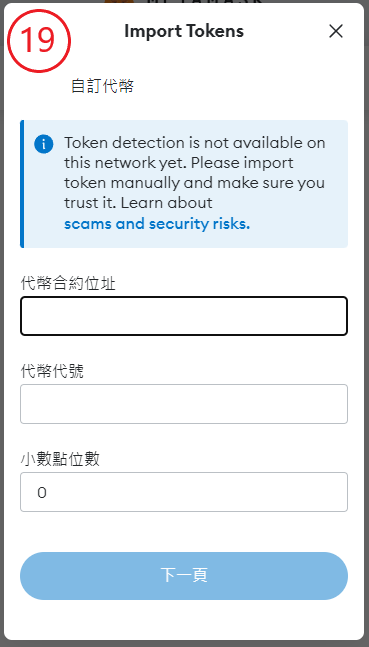 19
Import Tokens
自訂代幣
Token detection is not available on
this network yet. Please import
token manually and make sure you
trust it. Learn about
scams and security risks.
代幣合約位址
代幣代號
小數點位數
0
下一頁